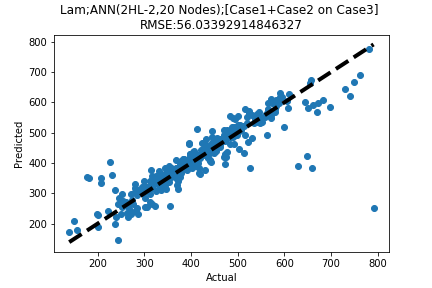 Lam;ANN(2HL-2,20 Nodes);[Case1+Case2 on Case3]
RMSE:56.03392914846327
800
700
600
500
400
300
200
Predicted
200 300 400 500 600 700 800
Actual